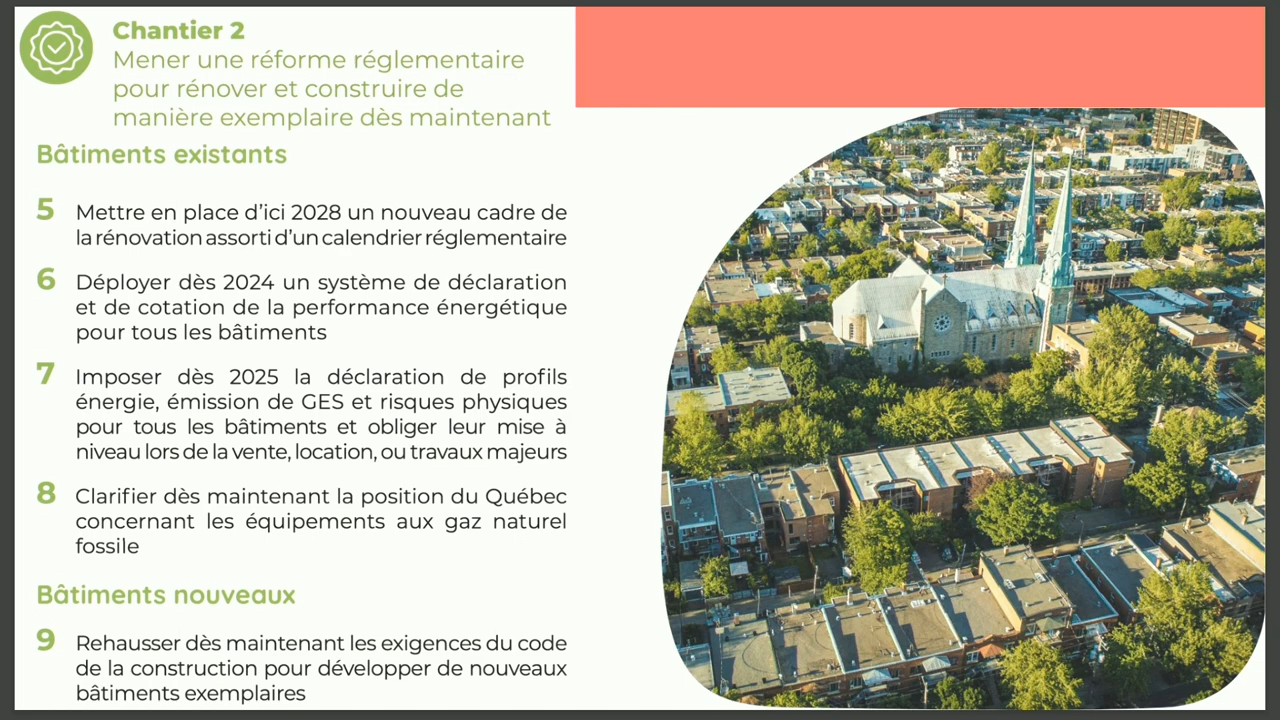 Chantier 2
Mener une réforme réglementaire
pour rénover et construire de
manière exemplaire dès maintenant
Bâtiments existants
5 Mettre en place d’ici 2028 un nouveau cadre de
la rénovation assorti d’un calendrier réglementaire
6 Déployer dès 2024 un système de déclaration
et de cotation de la performance énergétique
pour tous les bâtiments
7 Imposer dès 2025 la déclaration de profils
énergie, émission de GES et risques physiques
pour tous les bâtiments et obliger leur mise à
niveau lors de la vente, location, ou travaux majeurs
8 Clarifier dès maintenant la position du Québec
concernant les équipements aux gaz naturel
fossile
Bâtiments nouveaux
9 Rehausser dès maintenant les exigences du code
de la construction pour développer de nouveaux
bâtiments exemplaires